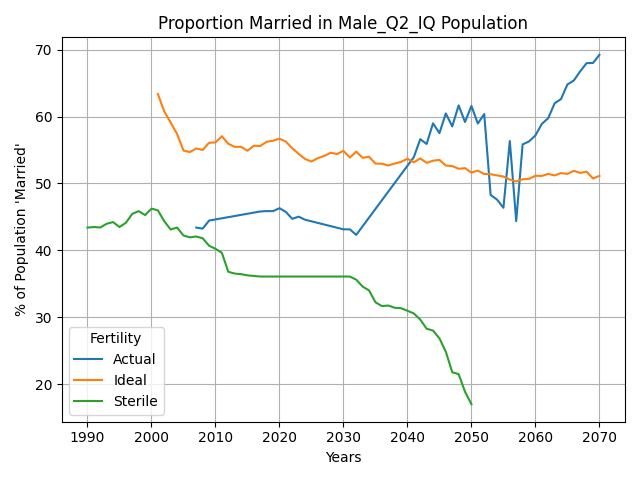 Proportion Married in Male_Q2_IQ Population
% of Population 'Married'
70
60
50
40
30
20
Fertility
Actual
Ideal
Sterile
1990 2000 2010 2020 2030 2040 2050 2060 2070
Years